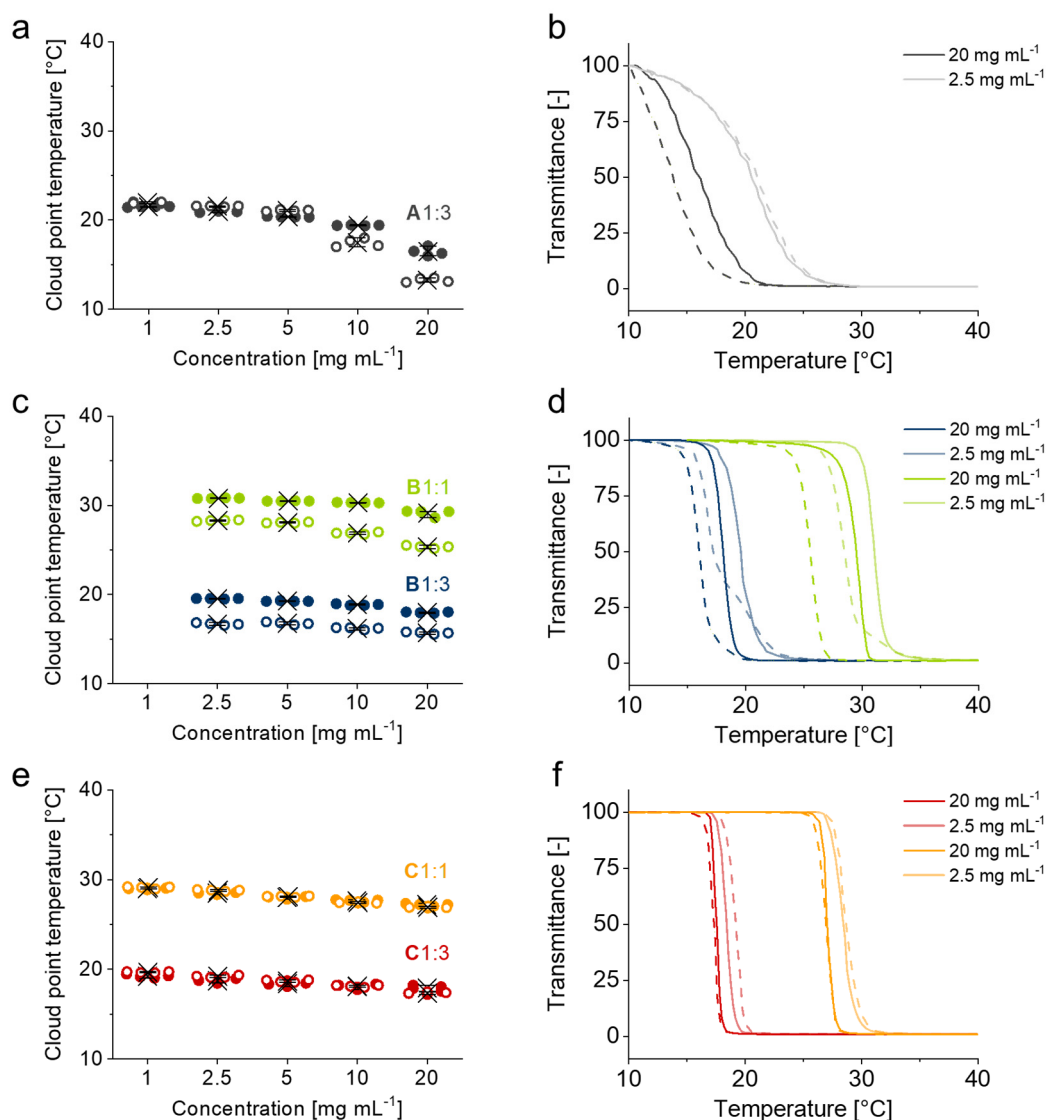 a
Cloud point temperature [°C]
40
30
20
10
A1:3
1 2.5 5 10 20
Concentration [mg mL⁻¹]
b
Transmittance [-]
100
75
50
25
0
20 mg mL⁻¹
2.5 mg mL⁻¹
10 20 30 40
Temperature [°C]
c
Cloud point temperature [°C]
40
30
20
10
B1:1
B1:3
1 2.5 5 10 20
Concentration [mg mL⁻¹]
d
Transmittance [-]
100
75
50
25
0
20 mg mL⁻¹
2.5 mg mL⁻¹
20 mg mL⁻¹
2.5 mg mL⁻¹
10 20 30 40
Temperature [°C]
e
Cloud point temperature [°C]
40
30
20
10
C1:1
C1:3
1 2.5 5 10 20
Concentration [mg mL⁻¹]
f
Transmittance [-]
100
75
50
25
0
20 mg mL⁻¹
2.5 mg mL⁻¹
20 mg mL⁻¹
2.5 mg mL⁻¹
10 20 30 40
Temperature [°C]